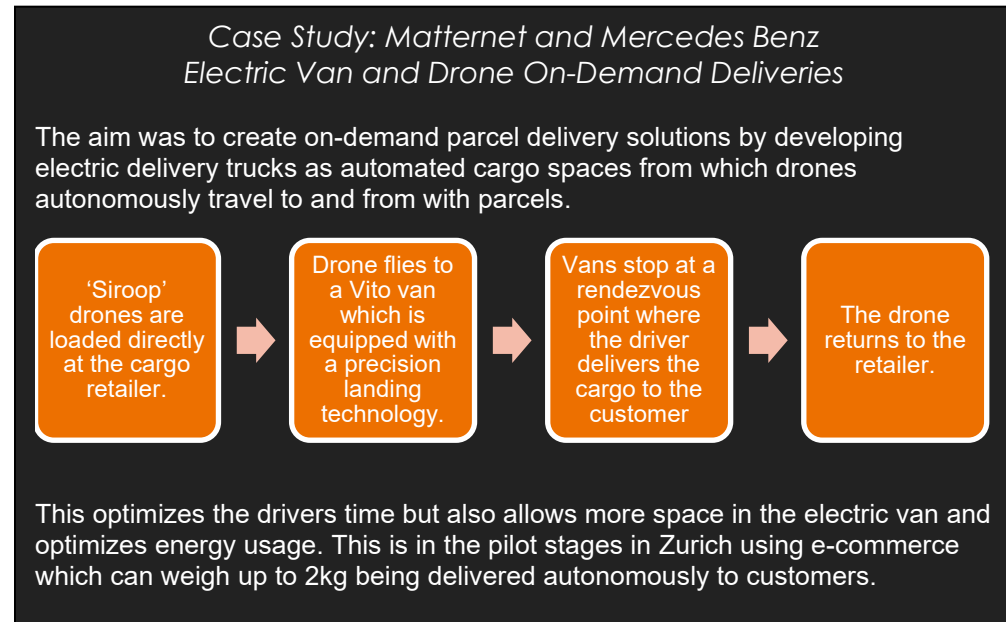 Case Study: Matternet and Mercedes Benz
Electric Van and Drone On-Demand Deliveries
The aim was to create on-demand parcel delivery solutions by developing
electric delivery trucks as automated cargo spaces from which drones
autonomously travel to and from with parcels.
‘Siroop’
drones are
loaded directly
at the cargo
retailer.
Drone flies to
a Vito van
which is
equipped with
a precision
landing
technology.
Vans stop at a
rendezvous
point where
the driver
delivers the
cargo to the
customer
The drone
returns to the
retailer.
This optimizes the drivers time but also allows more space in the electric van and
optimizes energy usage. This is in the pilot stages in Zurich using e-commerce
which can weigh up to 2kg being delivered autonomously to customers.